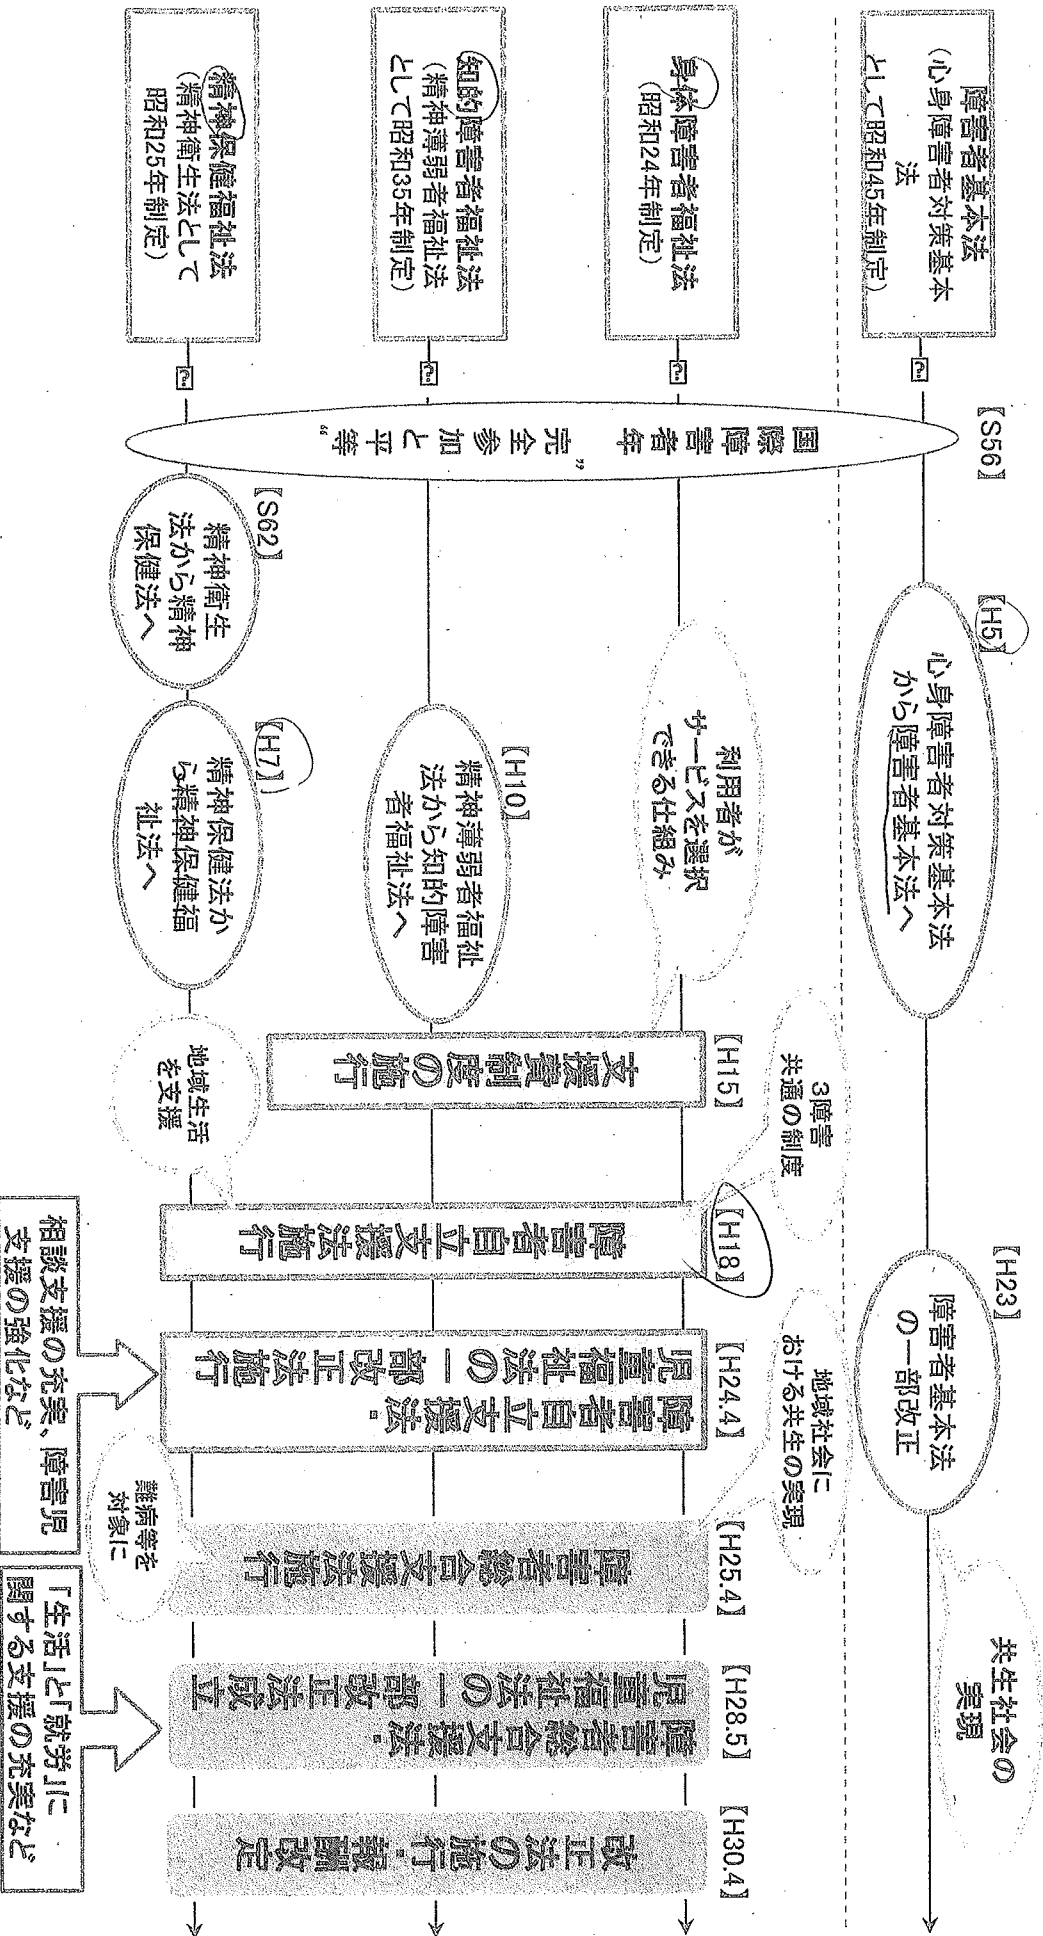 障害者基本法
(心身障害者対策基本
法
として昭和45年制定)
身体障害者福祉法
(昭和24年制定)
知的障害者福祉法
(精神薄弱者福祉法
として昭和35年制定)
精神保健福祉法
(精神衛生法として
昭和25年制定)
【S56】
国際障害者年 “完全参加と平等”
【S62】
精神衛生
法から精神
保健法へ
【H5】
心身障害者対策基本法
から障害者基本法へ
利用者が
サービスを選択
できる仕組み
【H10】
精神薄弱者福祉
法から知的障害
者福祉法へ
【H7】
精神保健法か
ら精神保健福
祉法へ
【H15】
支援費制度の施行
3障害
共通の制度
地域生活
を支援
【H18】
障害者自立支援法施行
【H23】
障害者基本法
の一部改正
地域社会に
おける共生の実現
【H24.4】
障害者自立支援法・
児童福祉法の一部改正法施行
相談支援の充実、障害児
支援の強化など
難病等を
対象に
【H25.4】
障害者総合支援法施行
共生社会の
実現
【H28.5】
障害者総合支援法・
児童福祉法の一部改正法成立
「生活」と「就労」に
関する支援の充実など
【H30.4】
改正法の施行・報酬改定